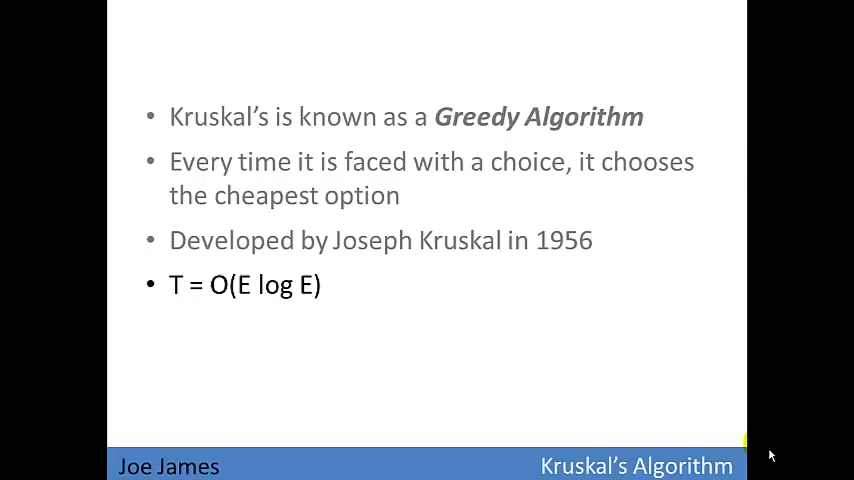 • Kruskal’s is known as a Greedy Algorithm
• Every time it is faced with a choice, it chooses
the cheapest option
• Developed by Joseph Kruskal in 1956
• T = O(E log E)
Joe James
Kruskal’s Algorithm